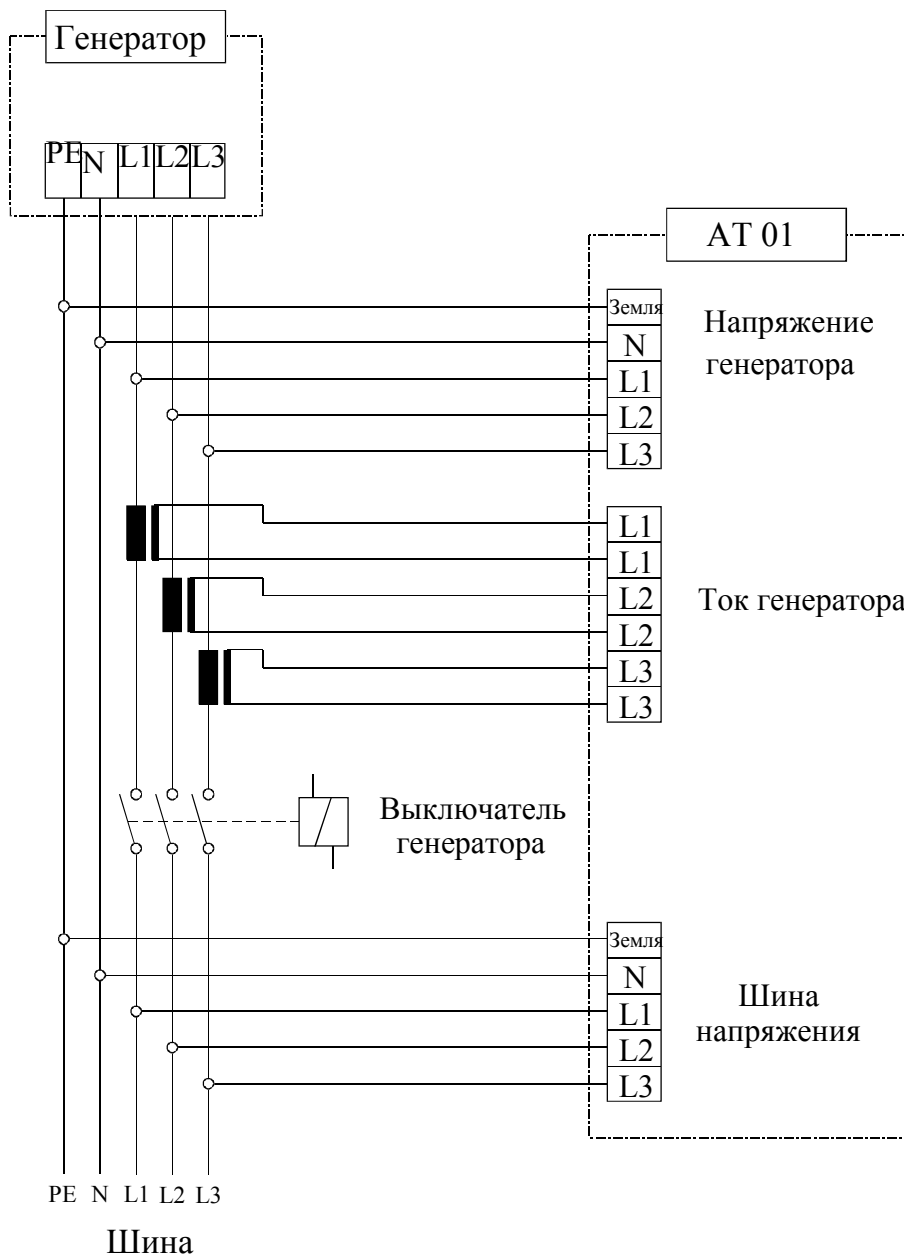 Генератор
PE N L1 L2 L3
АТ 01
Земля
N
L1
L2
L3
Напряжение
генератора
L1
L1
L2
L2
L3
L3
Ток генератора
Выключатель
генератора
Земля
N
L1
L2
L3
Шина
напряжения
PE N L1 L2 L3
Шина